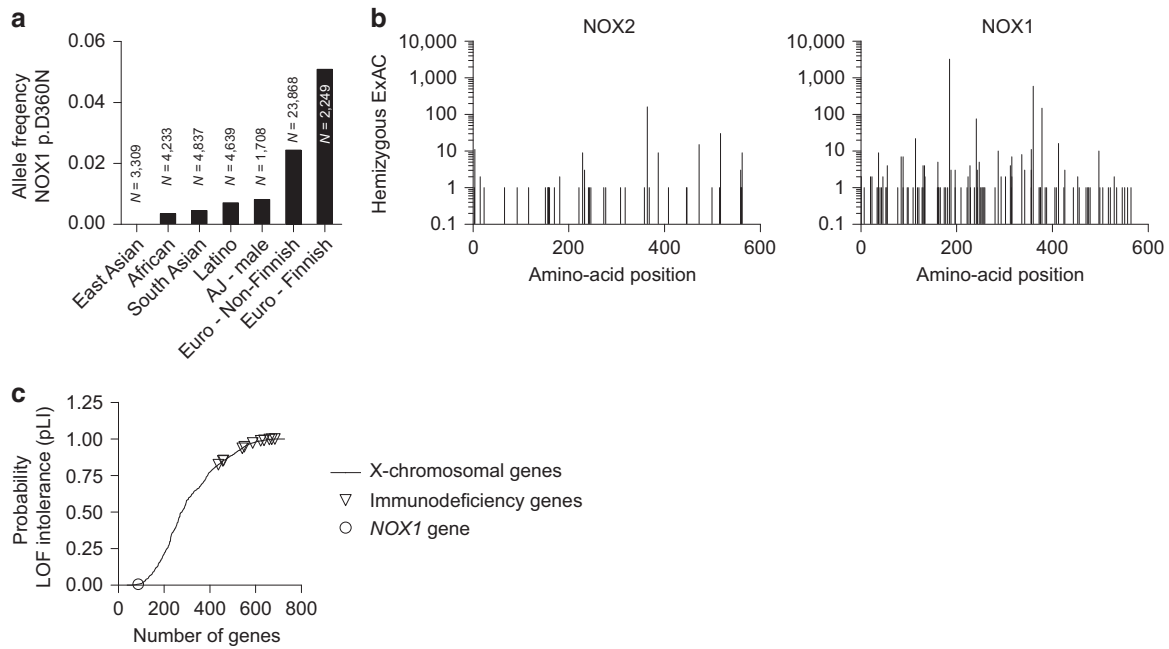 a
Allele freqency
NOX1 p.D360N
0.06
0.04
0.02
0.00
N = 3,309
N = 4,233
N = 4,837
N = 4,639
N = 1,708
N = 23,868
N = 2,249
East Asian
African
South Asian
Latino
AJ - male
Euro - Non-Finnish
Euro - Finnish
b
NOX2
Hemizygous ExAC
10,000
1,000
100
10
1
0.1
0
200
400
600
Amino-acid position
NOX1
10,000
1,000
100
10
1
0.1
0
200
400
600
Amino-acid position
c
Probability
LOF intolerance (pLI)
1.25
1.00
0.75
0.50
0.25
0.00
0
200
400
600
800
Number of genes
X-chromosomal genes
Immunodeficiency genes
NOX1 gene